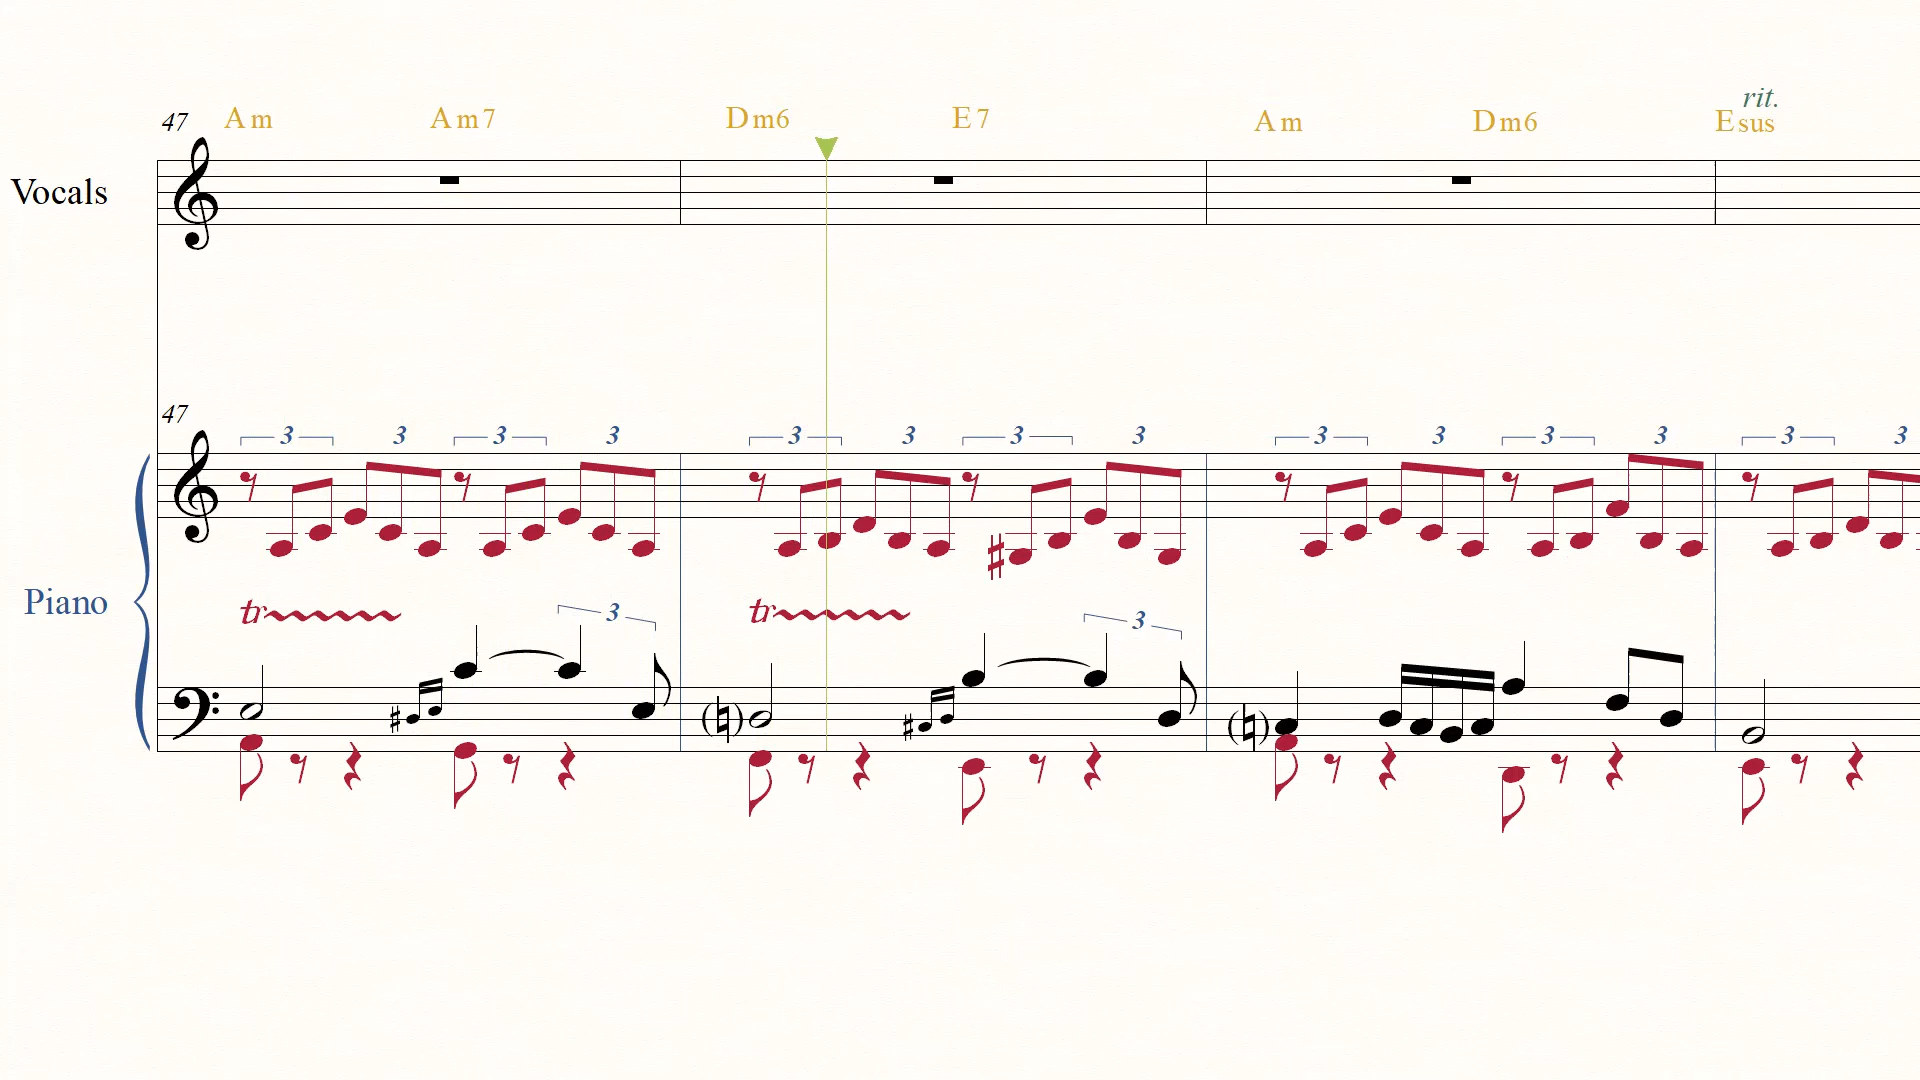 rit.
47 Am Am7 Dm6 E7 Am Dm6 Esus
Vocals
47
3 3 3 3 3 3 3 3 3 3 3 3 3 3
Piano
tr 3 tr 3